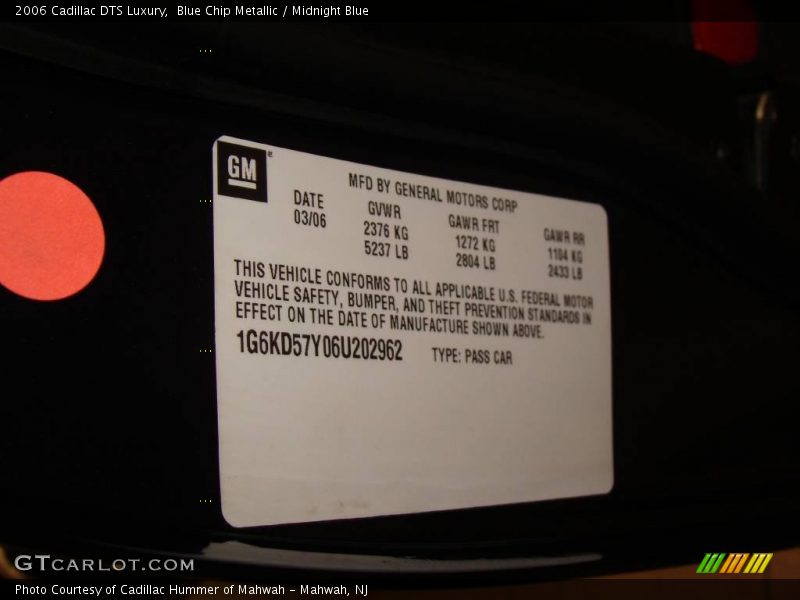 2006 Cadillac DTS Luxury, Blue Chip Metallic / Midnight Blue
GM
MFD BY GENERAL MOTORS CORP
DATE GVWR GAWR FRT GAWR RR
03/06 2376 KG 1272 KG 1104 KG
5237 LB 2804 LB 2433 LB
THIS VEHICLE CONFORMS TO ALL APPLICABLE U.S. FEDERAL MOTOR
VEHICLE SAFETY, BUMPER, AND THEFT PREVENTION STANDARDS IN
EFFECT ON THE DATE OF MANUFACTURE SHOWN ABOVE.
1G6KD57Y06U202962 TYPE: PASS CAR
GTCARLOT.COM
Photo Courtesy of Cadillac Hummer of Mahwah - Mahwah, NJ